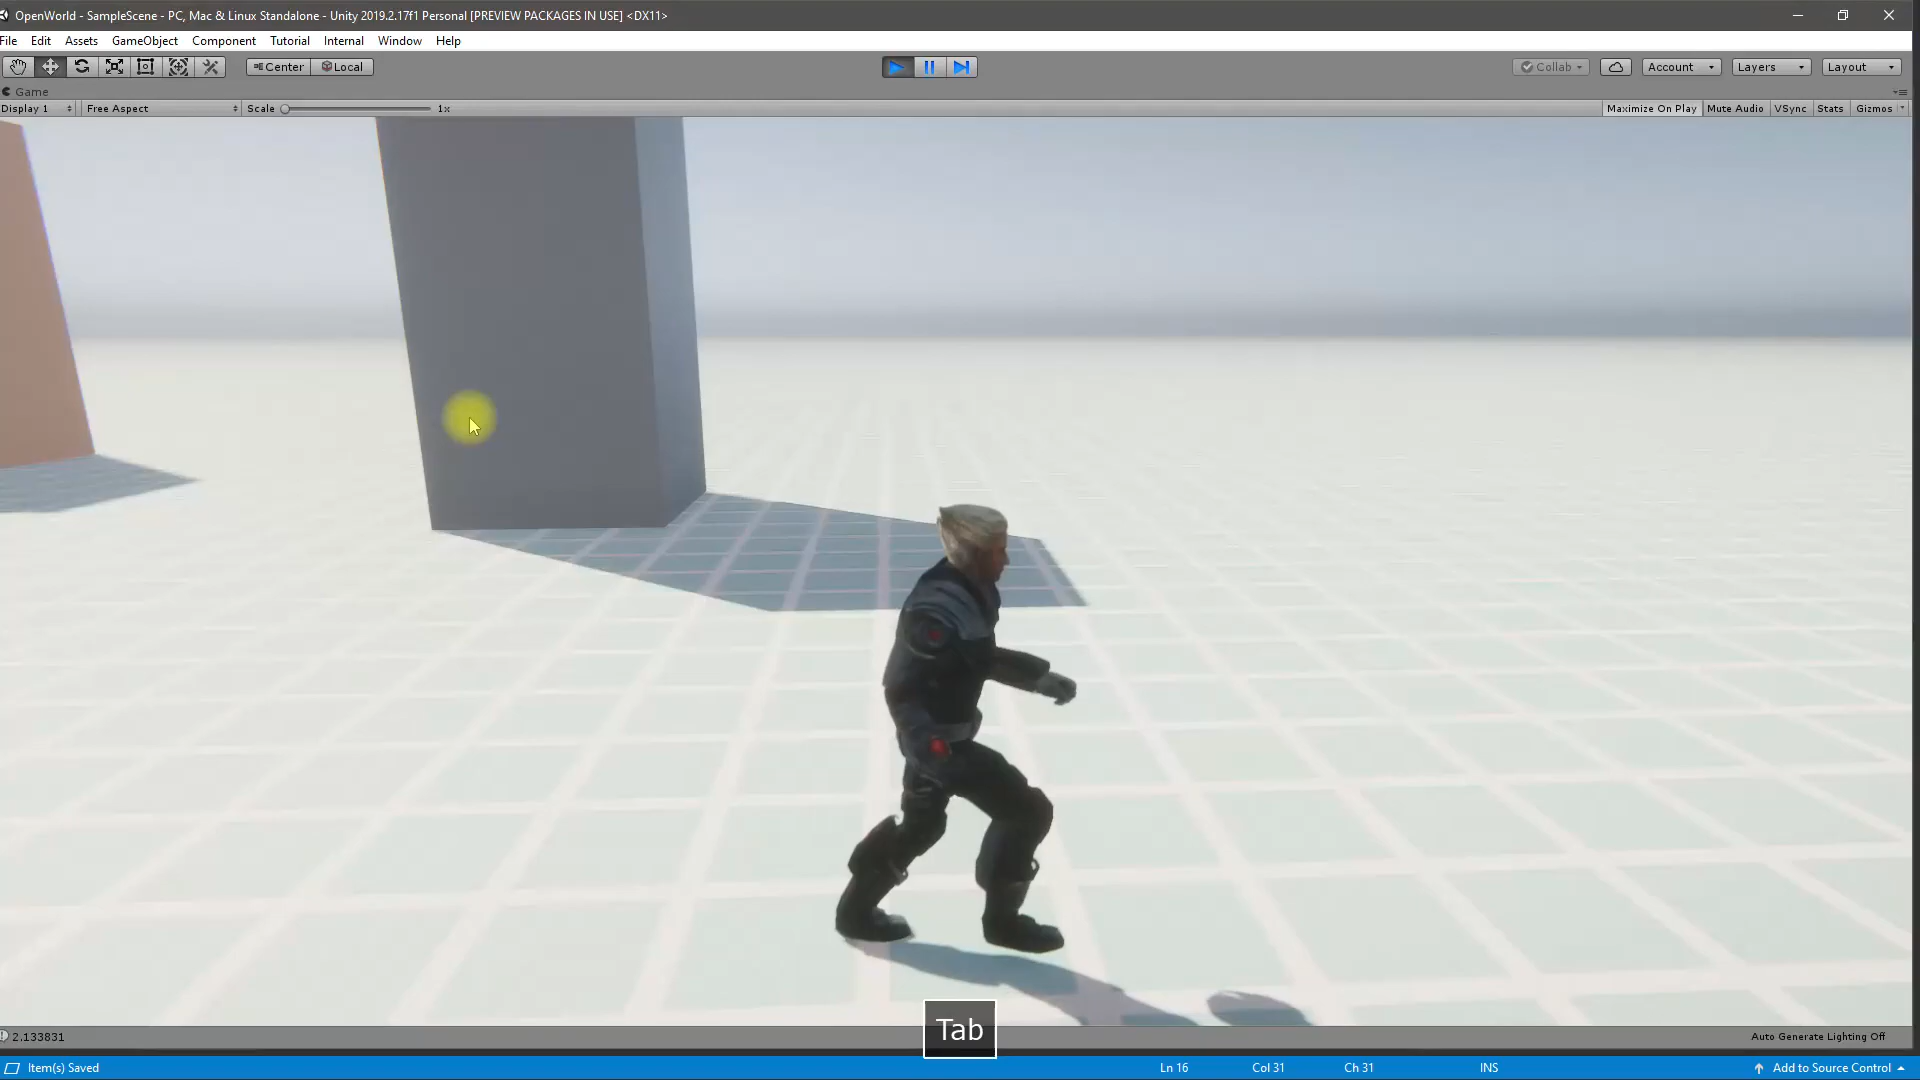 OpenWorld - SampleScene - PC, Mac & Linux Standalone - Unity 2019.2.17f1 Personal [PREVIEW PACKAGES IN USE] <DX11>
File Edit Assets GameObject Component Tutorial Internal Window Help
Center Local Collab Account Layers Layout
Game
Display 1 Free Aspect Scale 1x Maximize On Play Mute Audio VSync Stats Gizmos
Tab
2.133831 Auto Generate Lighting Off
Item(s) Saved Ln 16 Col 31 Ch 31 INS Add to Source Control